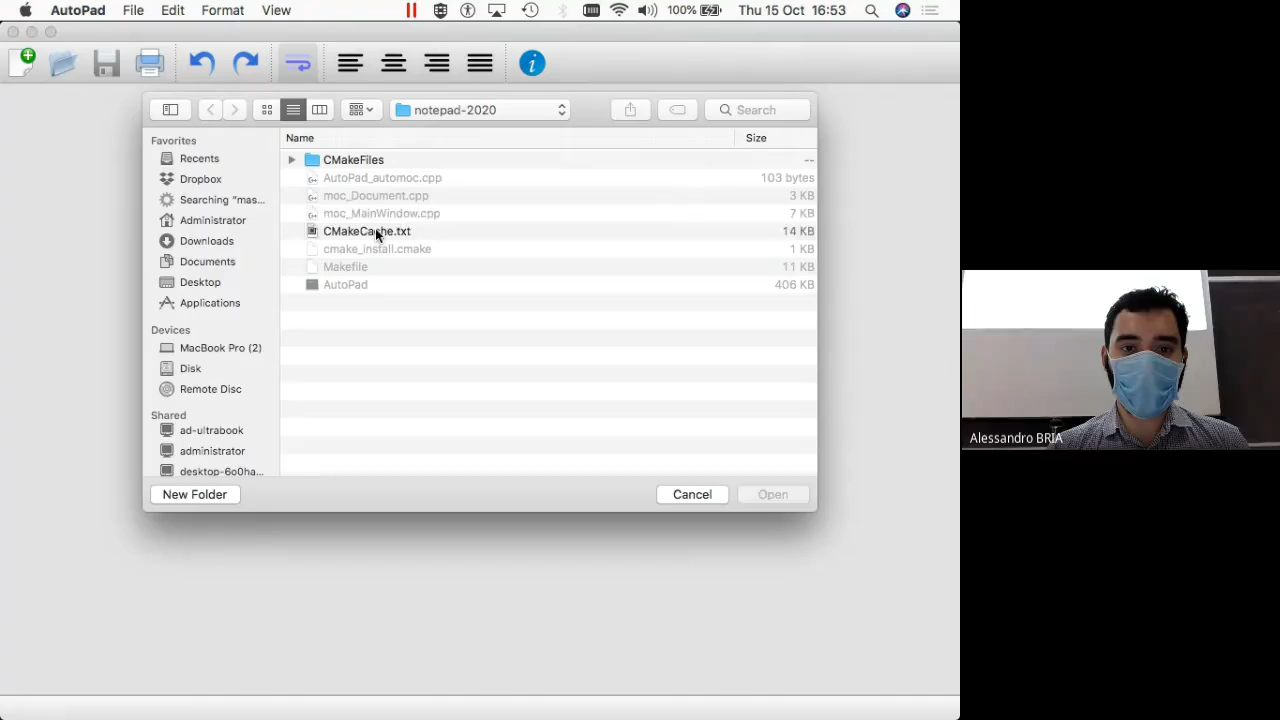 AutoPad File Edit Format View 100% Thu 15 Oct 16:53
notepad-2020 Search
Favorites
Recents
Dropbox
Searching "mas...
Administrator
Downloads
Documents
Desktop
Applications
Devices
MacBook Pro (2)
Disk
Remote Disc
Shared
ad-ultrabook
administrator
desktop-6o0ha...
Name Size
CMakeFiles --
AutoPad_automoc.cpp 103 bytes
moc_Document.cpp 3 KB
moc_MainWindow.cpp 7 KB
CMakeCache.txt 14 KB
cmake_install.cmake 1 KB
Makefile 11 KB
AutoPad 406 KB
New Folder Cancel Open
Alessandro BRIA